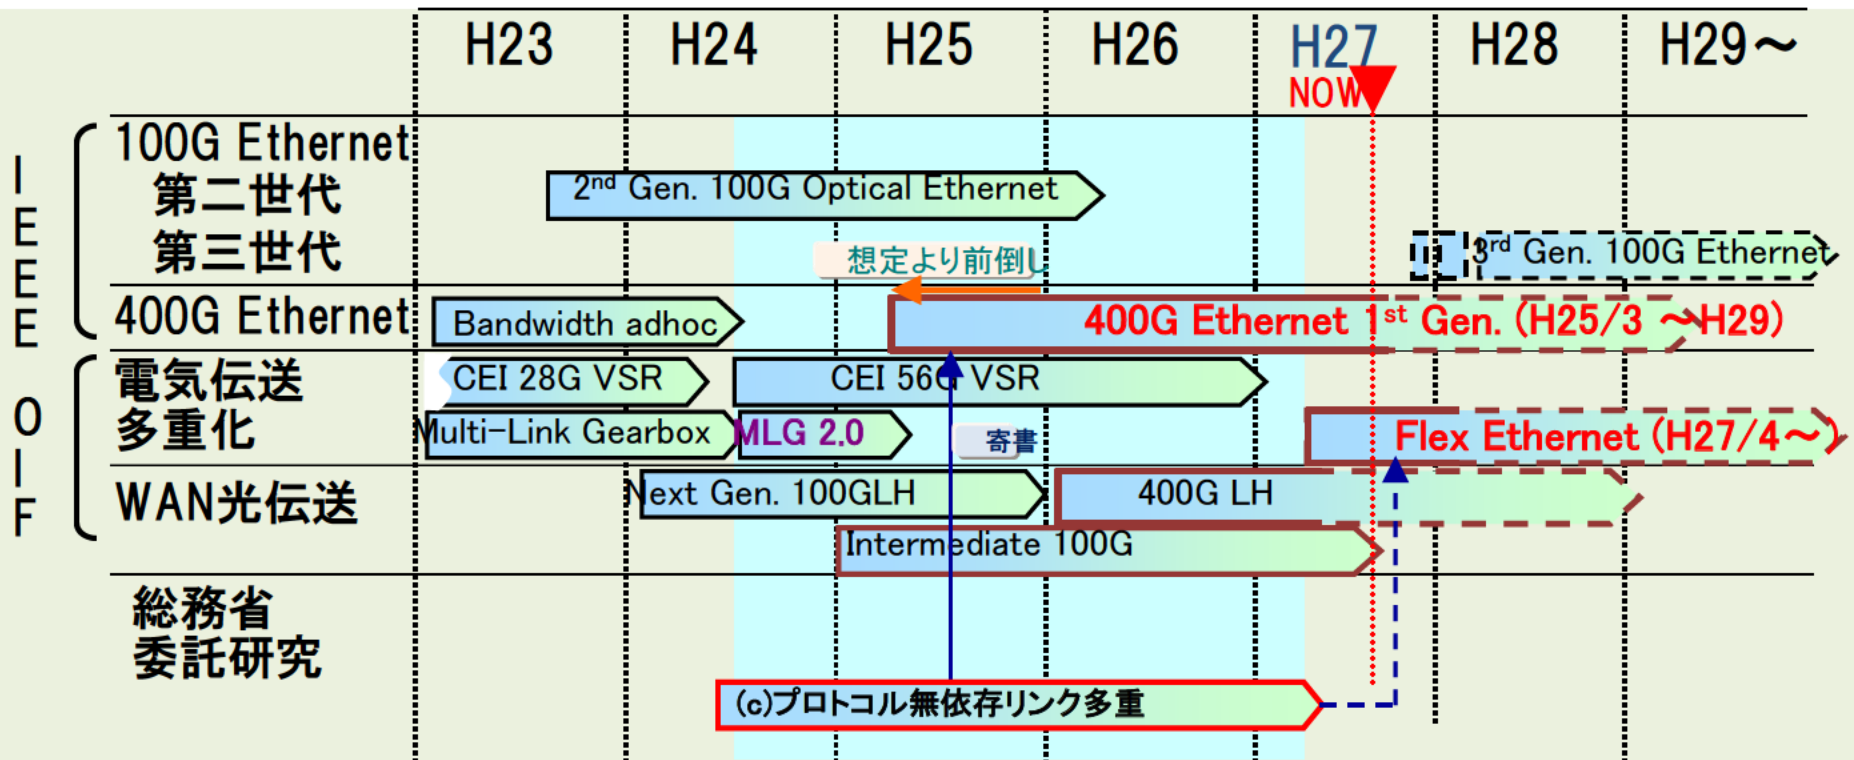 H23 H24 H25 H26 H27 H28 H29～
NOW
IEEE
100G Ethernet
第二世代
2nd Gen. 100G Optical Ethernet
第三世代
想定より前倒し
3rd Gen. 100G Ethernet
400G Ethernet
Bandwidth adhoc
400G Ethernet 1st Gen. (H25/3 ～H29)
OIF
電気伝送
CEI 28G VSR
CEI 56G VSR
多重化
Multi-Link Gearbox
MLG 2.0
寄書
Flex Ethernet (H27/4～)
WAN光伝送
Next Gen. 100GLH
400G LH
Intermediate 100G
総務省
委託研究
(c)プロトコル無依存リンク多重